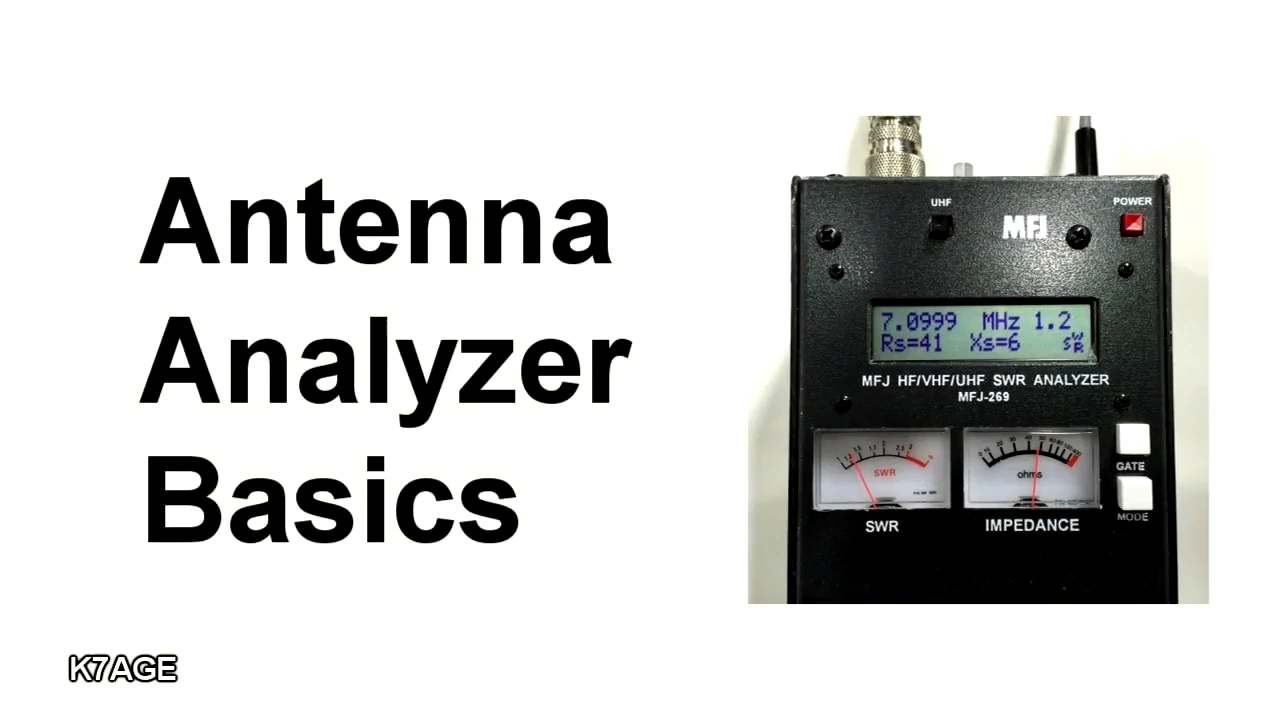 Antenna
Analyzer
Basics
K7AGE
UHF
MFJ
POWER
7.0999 MHz 1.2
Rs=41 Xs=6 SWR
MFJ HF/VHF/UHF SWR ANALYZER
MFJ-269
SWR
ohms
GATE
MODE
SWR
IMPEDANCE